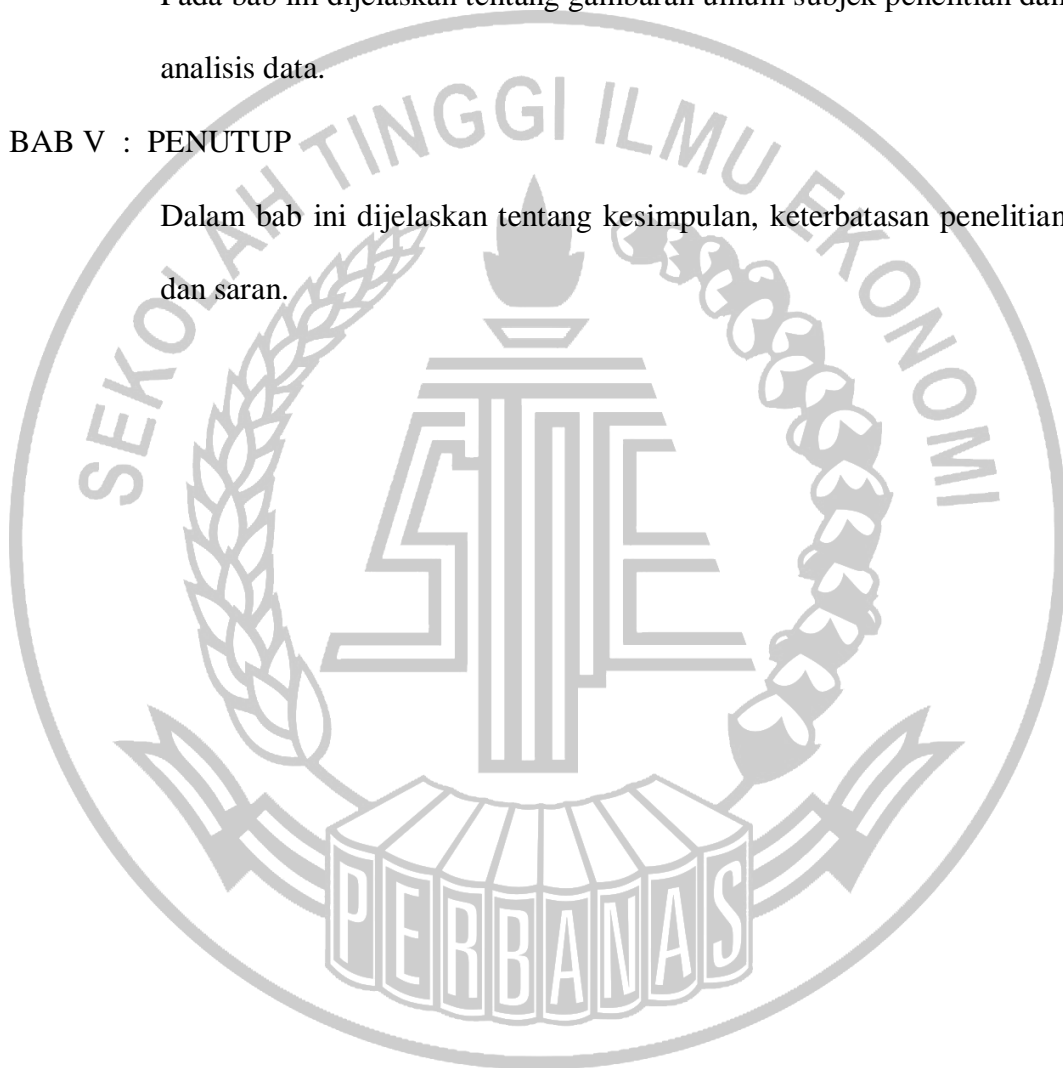 Pada bab ini dijelaskan tentang gambaran umum subjek penelitian dan
analisis data.
BAB V : PENUTUP
Dalam bab ini dijelaskan tentang kesimpulan, keterbatasan penelitian
dan saran.
SEKOLAH TINGGI ILMU EKONOMI
STIE
PERBANAS